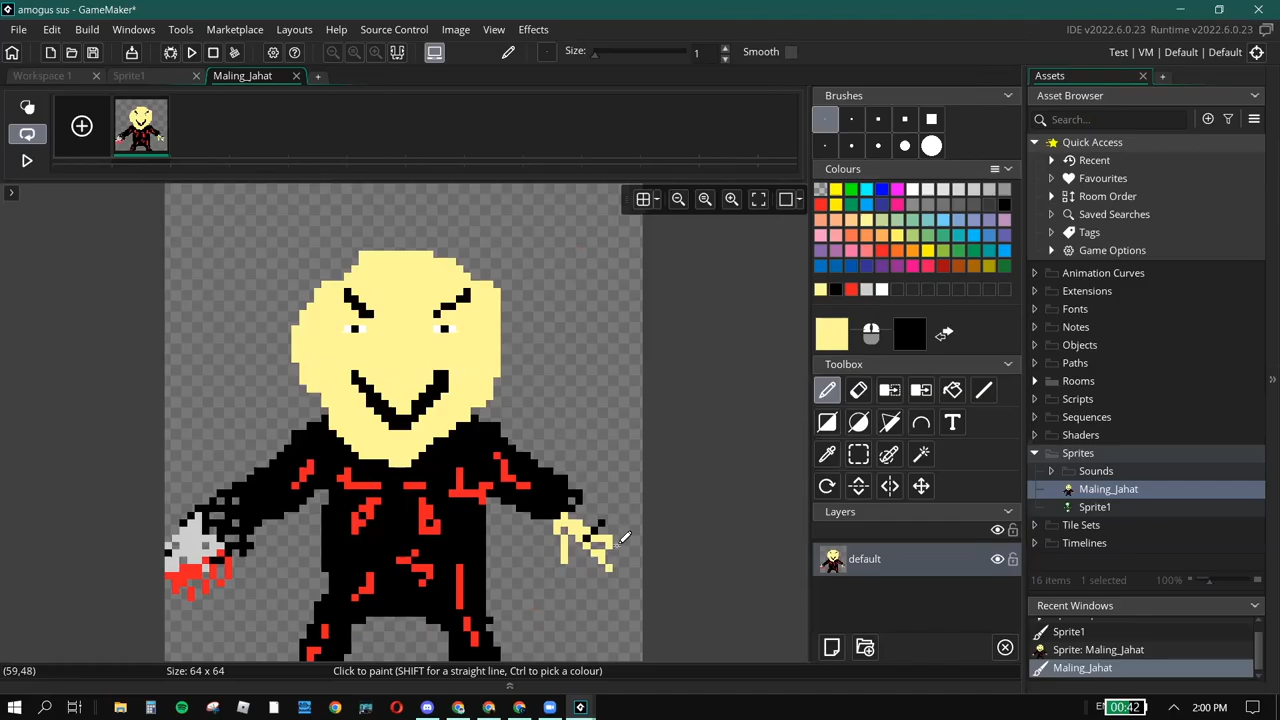 amogus sus - GameMaker*
File Edit Build Windows Tools Marketplace Layouts Help Source Control Image View Effects
IDE v2022.6.0.23 Runtime v2022.6.0.23
Size: 1 Smooth
Test | VM | Default | Default
Workspace 1 Sprite1 Maling_Jahat
Assets
Brushes
Asset Browser
Search...
Quick Access
Recent
Colours
Favourites
Room Order
Saved Searches
Tags
Game Options
Animation Curves
Extensions
Fonts
Notes
Objects
Toolbox
Paths
Rooms
Scripts
Sequences
T
Shaders
Sprites
Sounds
Maling_Jahat
Sprite1
Layers
Tile Sets
Timelines
default
16 items 1 selected 100%
Recent Windows
Sprite1
Sprite: Maling_Jahat
Maling_Jahat
(59,48) Size: 64 x 64 Click to paint (SHIFT for a straight line, Ctrl to pick a colour)
00:42 2:00 PM